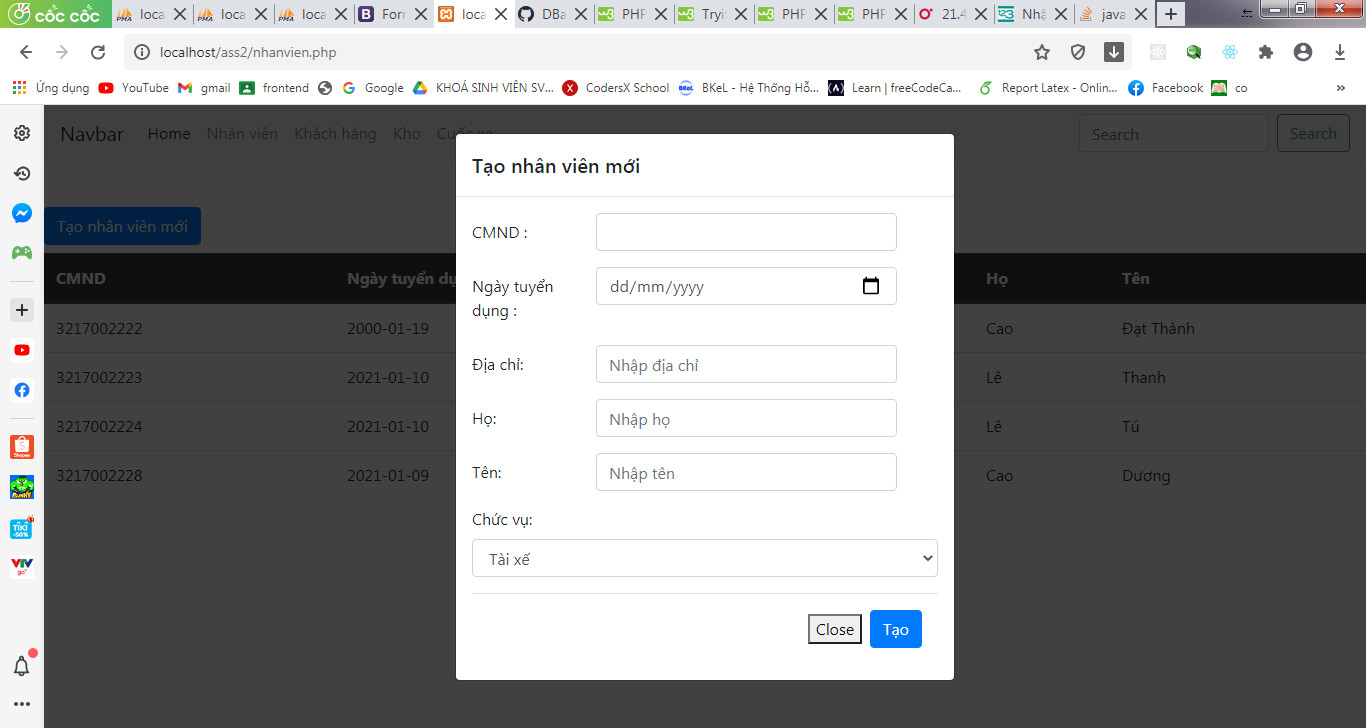 cốc cốc loca loca loca Forr loca DBa PHP Tryi PHP PHP 21.4 Nhậ java
localhost/ass2/nhanvien.php
Ứng dụng YouTube gmail frontend Google KHOÁ SINH VIÊN SV... CodersX School BKeL - Hệ Thống Hỗ... Learn | freeCodeCa... Report Latex - Onlin... Facebook co »
Navbar Home Nhân viên Khách hàng Kho Search Search
Tạo nhân viên mới
Tạo nhân viên mới
CMND :
CMND Ngày tuyển dụ Họ Tên
Ngày tuyển dd/mm/yyyy
dụng :
3217002222 2000-01-19 Cao Đạt Thành
Địa chỉ: Nhập địa chỉ
3217002223 2021-01-10 Lê Thanh
Họ: Nhập họ
3217002224 2021-01-10 Lê Tú
Tên: Nhập tên
3217002228 2021-01-09 Cao Dương
Chức vụ:
Tài xế
Close Tạo